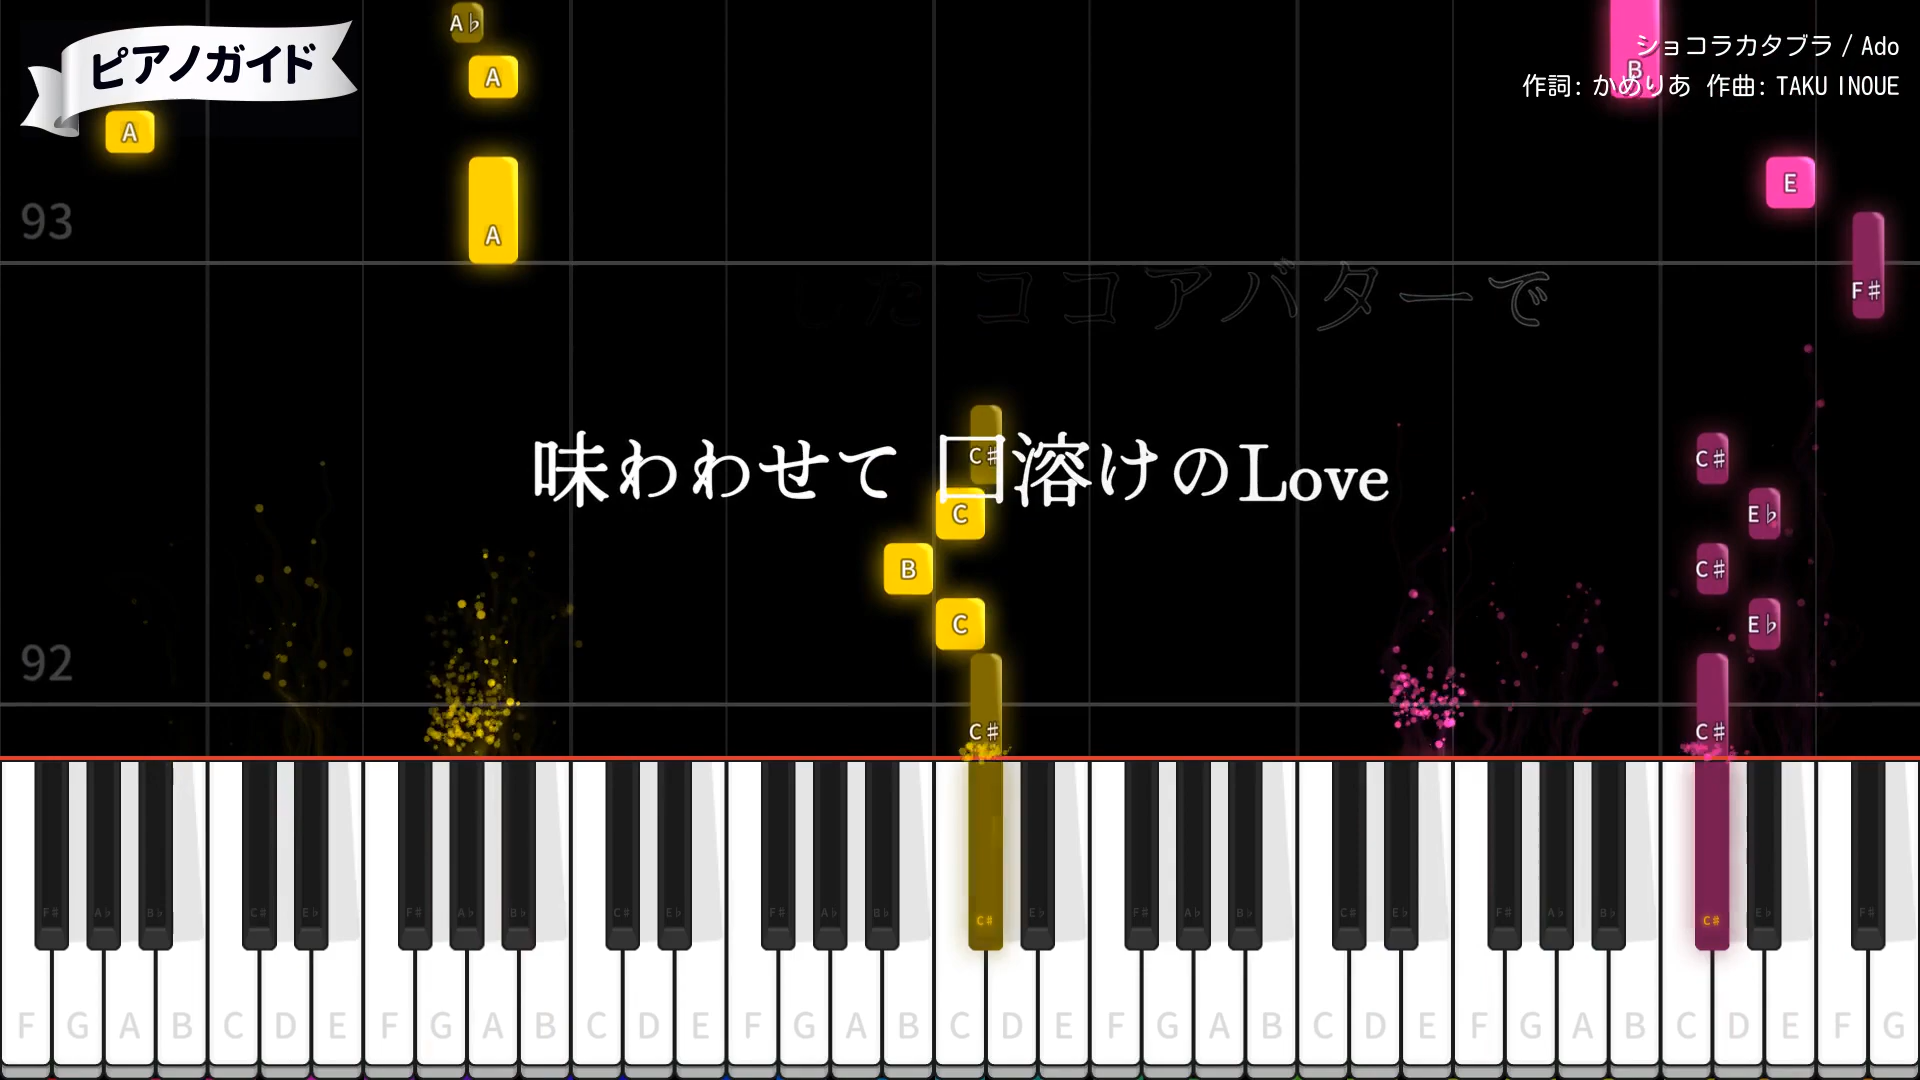 ピアノガイド
ショコラカタブラ / Ado
作詞: かめりあ 作曲: TAKU INOUE
A♭
A
B
A
E
93
A
F♯
した ココアバターで
味わわせて 口溶けのLove
C♯
C♯
C
E♭
B
C♯
C
E♭
92
C♯
C♯
F♯ A♭ B♭ C♯ E♭ F♯ A♭ B♭ C♯ E♭ F♯ A♭ B♭ C♯ E♭ F♯ A♭ B♭ C♯ E♭ F♯ A♭ B♭ C♯ E♭ F♯
F G A B C D E F G A B C D E F G A B C D E F G A B C D E F G A B C D E F G